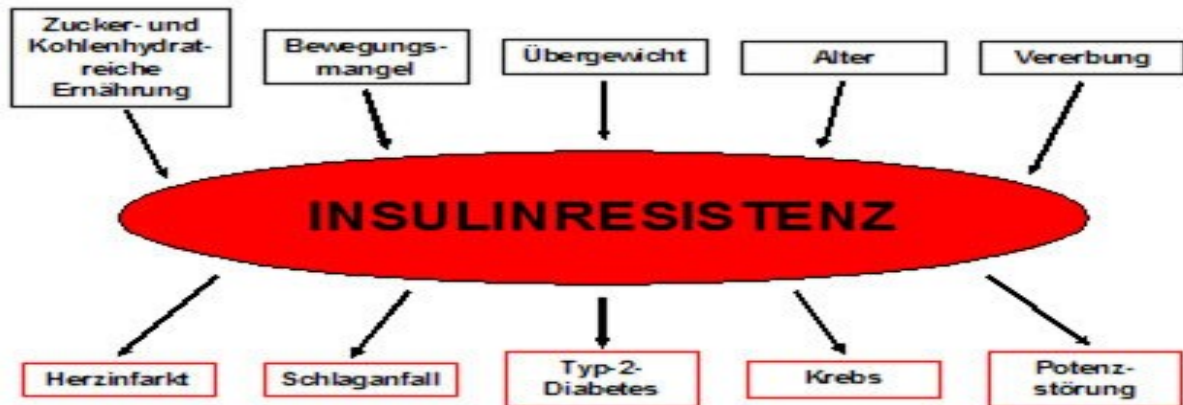 Zucker- und
Kohlenhydrat-
reiche
Ernährung
Bewegungs-
mangel
Übergewicht
Alter
Vererbung
INSULINRESISTENZ
Herzinfarkt
Schlaganfall
Typ-2-
Diabetes
Krebs
Potenz-
störung